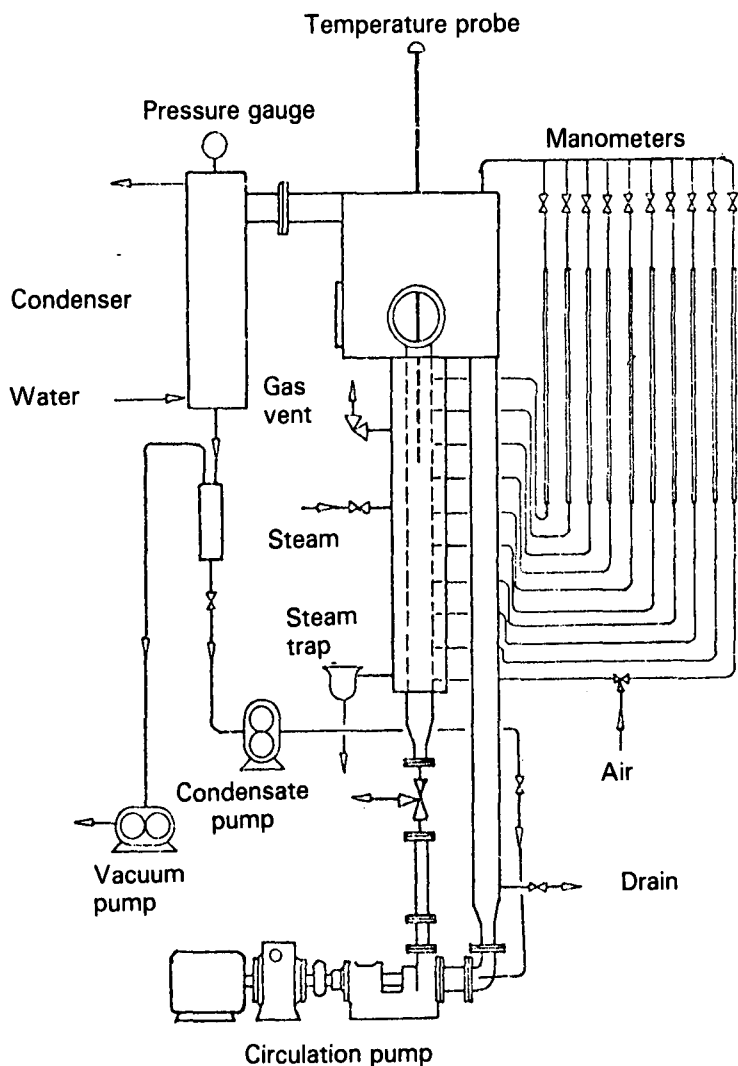 Temperature probe
Pressure gauge
Manometers
Condenser
Water
Gas
vent
Steam
Steam
trap
Air
Condensate
pump
Vacuum
pump
Drain
Circulation pump